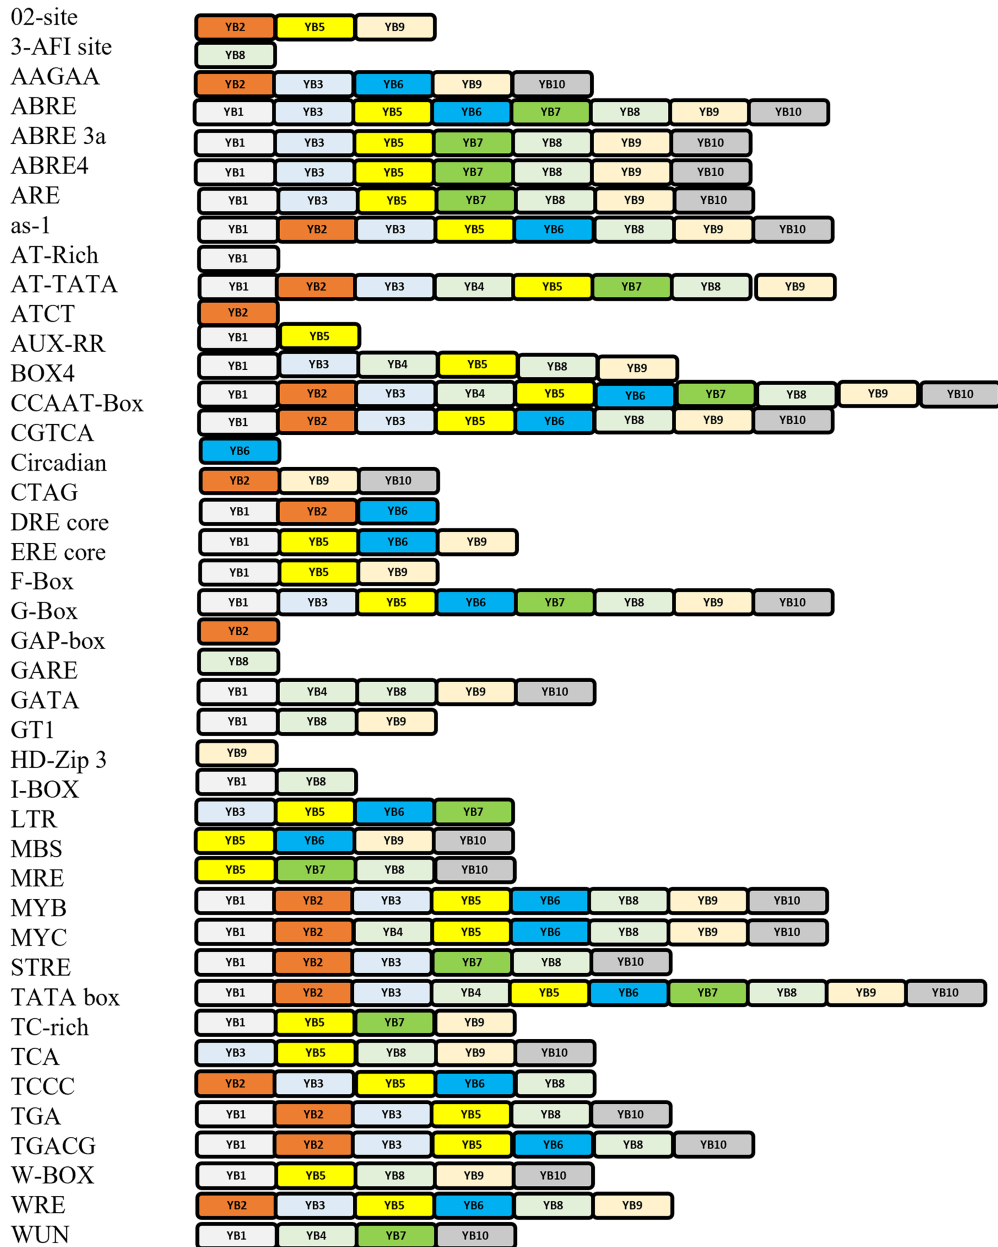 02-site YB2 YB5 YB9
3-AFI site YB8
AAGAA YB2 YB3 YB6 YB9 YB10
ABRE YB1 YB3 YB5 YB6 YB7 YB8 YB9 YB10
ABRE 3a YB1 YB3 YB5 YB7 YB8 YB9 YB10
ABRE4 YB1 YB3 YB5 YB7 YB8 YB9 YB10
ARE YB1 YB3 YB5 YB7 YB8 YB9 YB10
as-1 YB1 YB2 YB3 YB5 YB6 YB8 YB9 YB10
AT-Rich YB1
AT-TATA YB1 YB2 YB3 YB4 YB5 YB7 YB8 YB9
ATCT YB2
AUX-RR YB1 YB5
BOX4 YB1 YB3 YB4 YB5 YB8 YB9
CCAAT-Box YB1 YB2 YB3 YB4 YB5 YB6 YB7 YB8 YB9 YB10
CGTCA YB1 YB2 YB3 YB5 YB6 YB8 YB9 YB10
Circadian YB6
CTAG YB2 YB9 YB10
DRE core YB1 YB2 YB6
ERE core YB1 YB5 YB6 YB9
F-Box YB1 YB5 YB9
G-Box YB1 YB3 YB5 YB6 YB7 YB8 YB9 YB10
GAP-box YB2
GARE YB8
GATA YB1 YB4 YB8 YB9 YB10
GT1 YB1 YB8 YB9
HD-Zip 3 YB9
I-BOX YB1 YB8
LTR YB3 YB5 YB6 YB7
MBS YB5 YB6 YB9 YB10
MRE YB5 YB7 YB8 YB10
MYB YB1 YB2 YB3 YB5 YB6 YB8 YB9 YB10
MYC YB1 YB2 YB4 YB5 YB6 YB8 YB9 YB10
STRE YB1 YB2 YB3 YB7 YB8 YB10
TATA box YB1 YB2 YB3 YB4 YB5 YB6 YB7 YB8 YB9 YB10
TC-rich YB1 YB5 YB7 YB9
TCA YB3 YB5 YB8 YB9 YB10
TCCC YB2 YB3 YB5 YB6 YB8
TGA YB1 YB2 YB3 YB5 YB8 YB10
TGACG YB1 YB2 YB3 YB5 YB6 YB8 YB10
W-BOX YB1 YB5 YB8 YB9 YB10
WRE YB2 YB3 YB5 YB6 YB8 YB9
WUN YB1 YB4 YB7 YB10